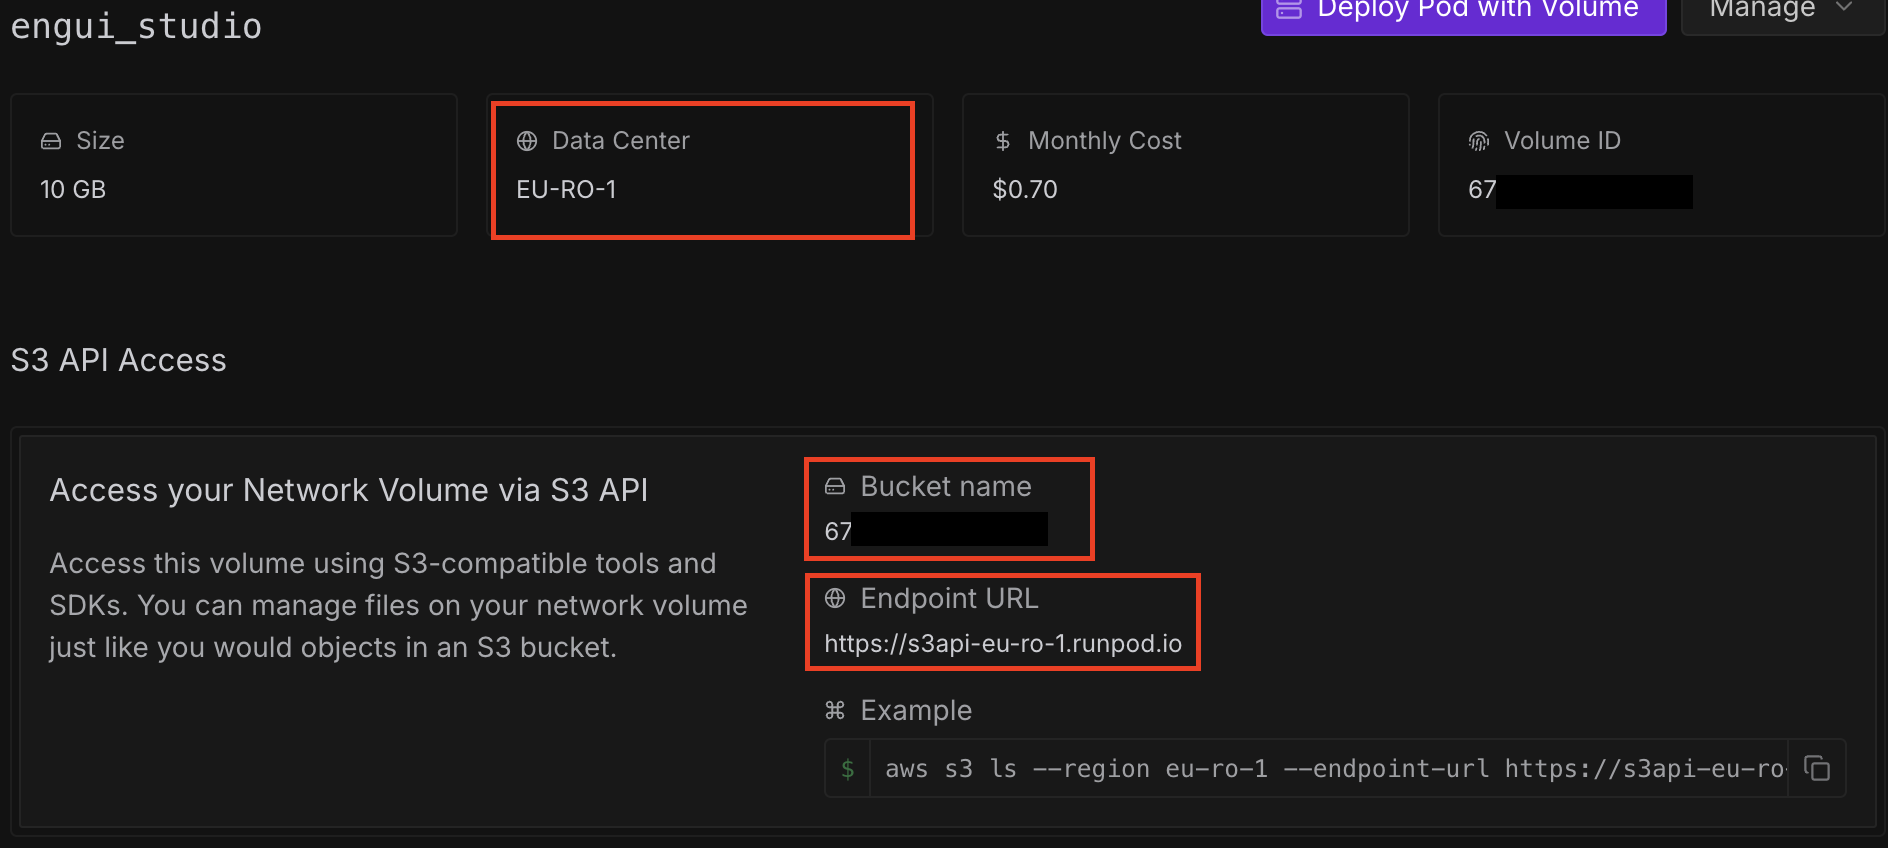 engui_studio
Deploy Pod with Volume
Manage
Size
10 GB
Data Center
EU-RO-1
Monthly Cost
$0.70
Volume ID
67
S3 API Access
Access your Network Volume via S3 API
Access this volume using S3-compatible tools and
SDKs. You can manage files on your network volume
just like you would objects in an S3 bucket.
Bucket name
67
Endpoint URL
https://s3api-eu-ro-1.runpod.io
Example
$ aws s3 ls --region eu-ro-1 --endpoint-url https://s3api-eu-ro-